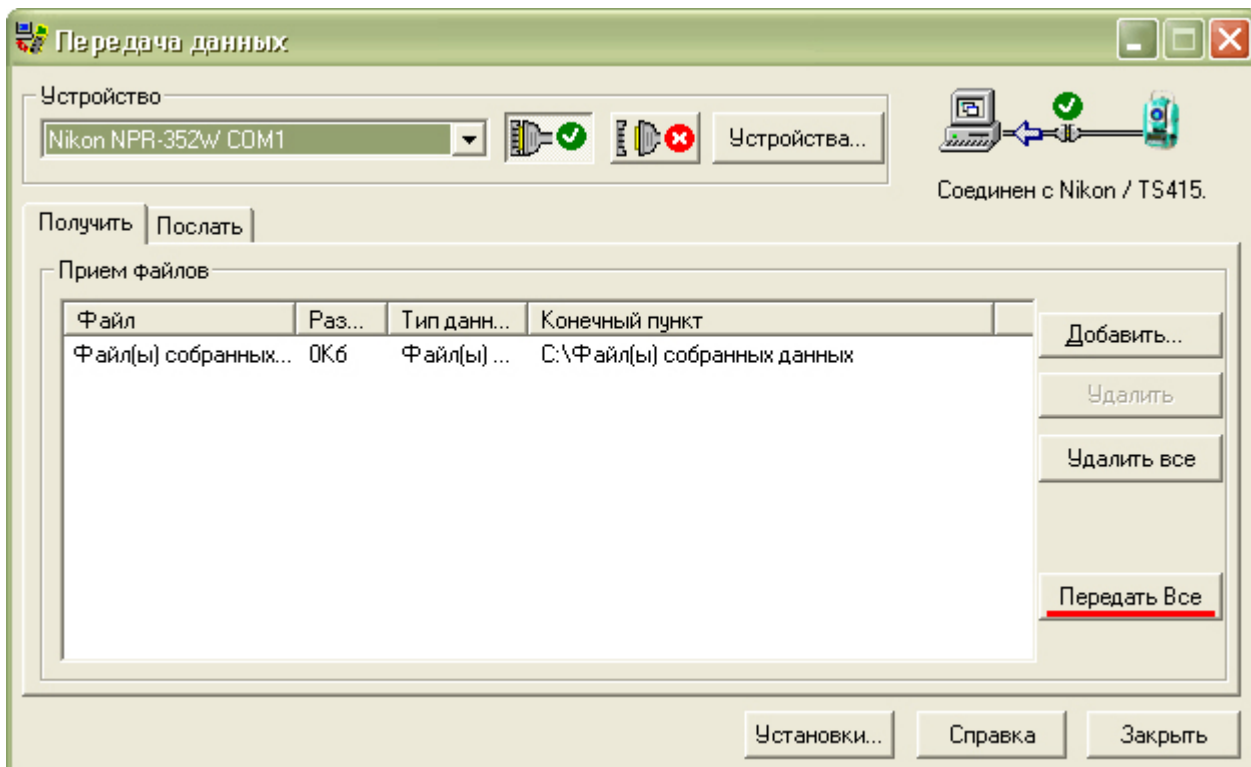 Передача данных
Устройство
Nikon NPR-352W COM1
Устройства...
Соединен с Nikon / TS415.
Получить
Послать
Прием файлов
Файл Раз... Тип данн... Конечный пункт
Файл(ы) собранных... 0Кб Файл(ы) ... C:\Файл(ы) собранных данных
Добавить...
Удалить
Удалить все
Передать Все
Установки...
Справка
Закрыть